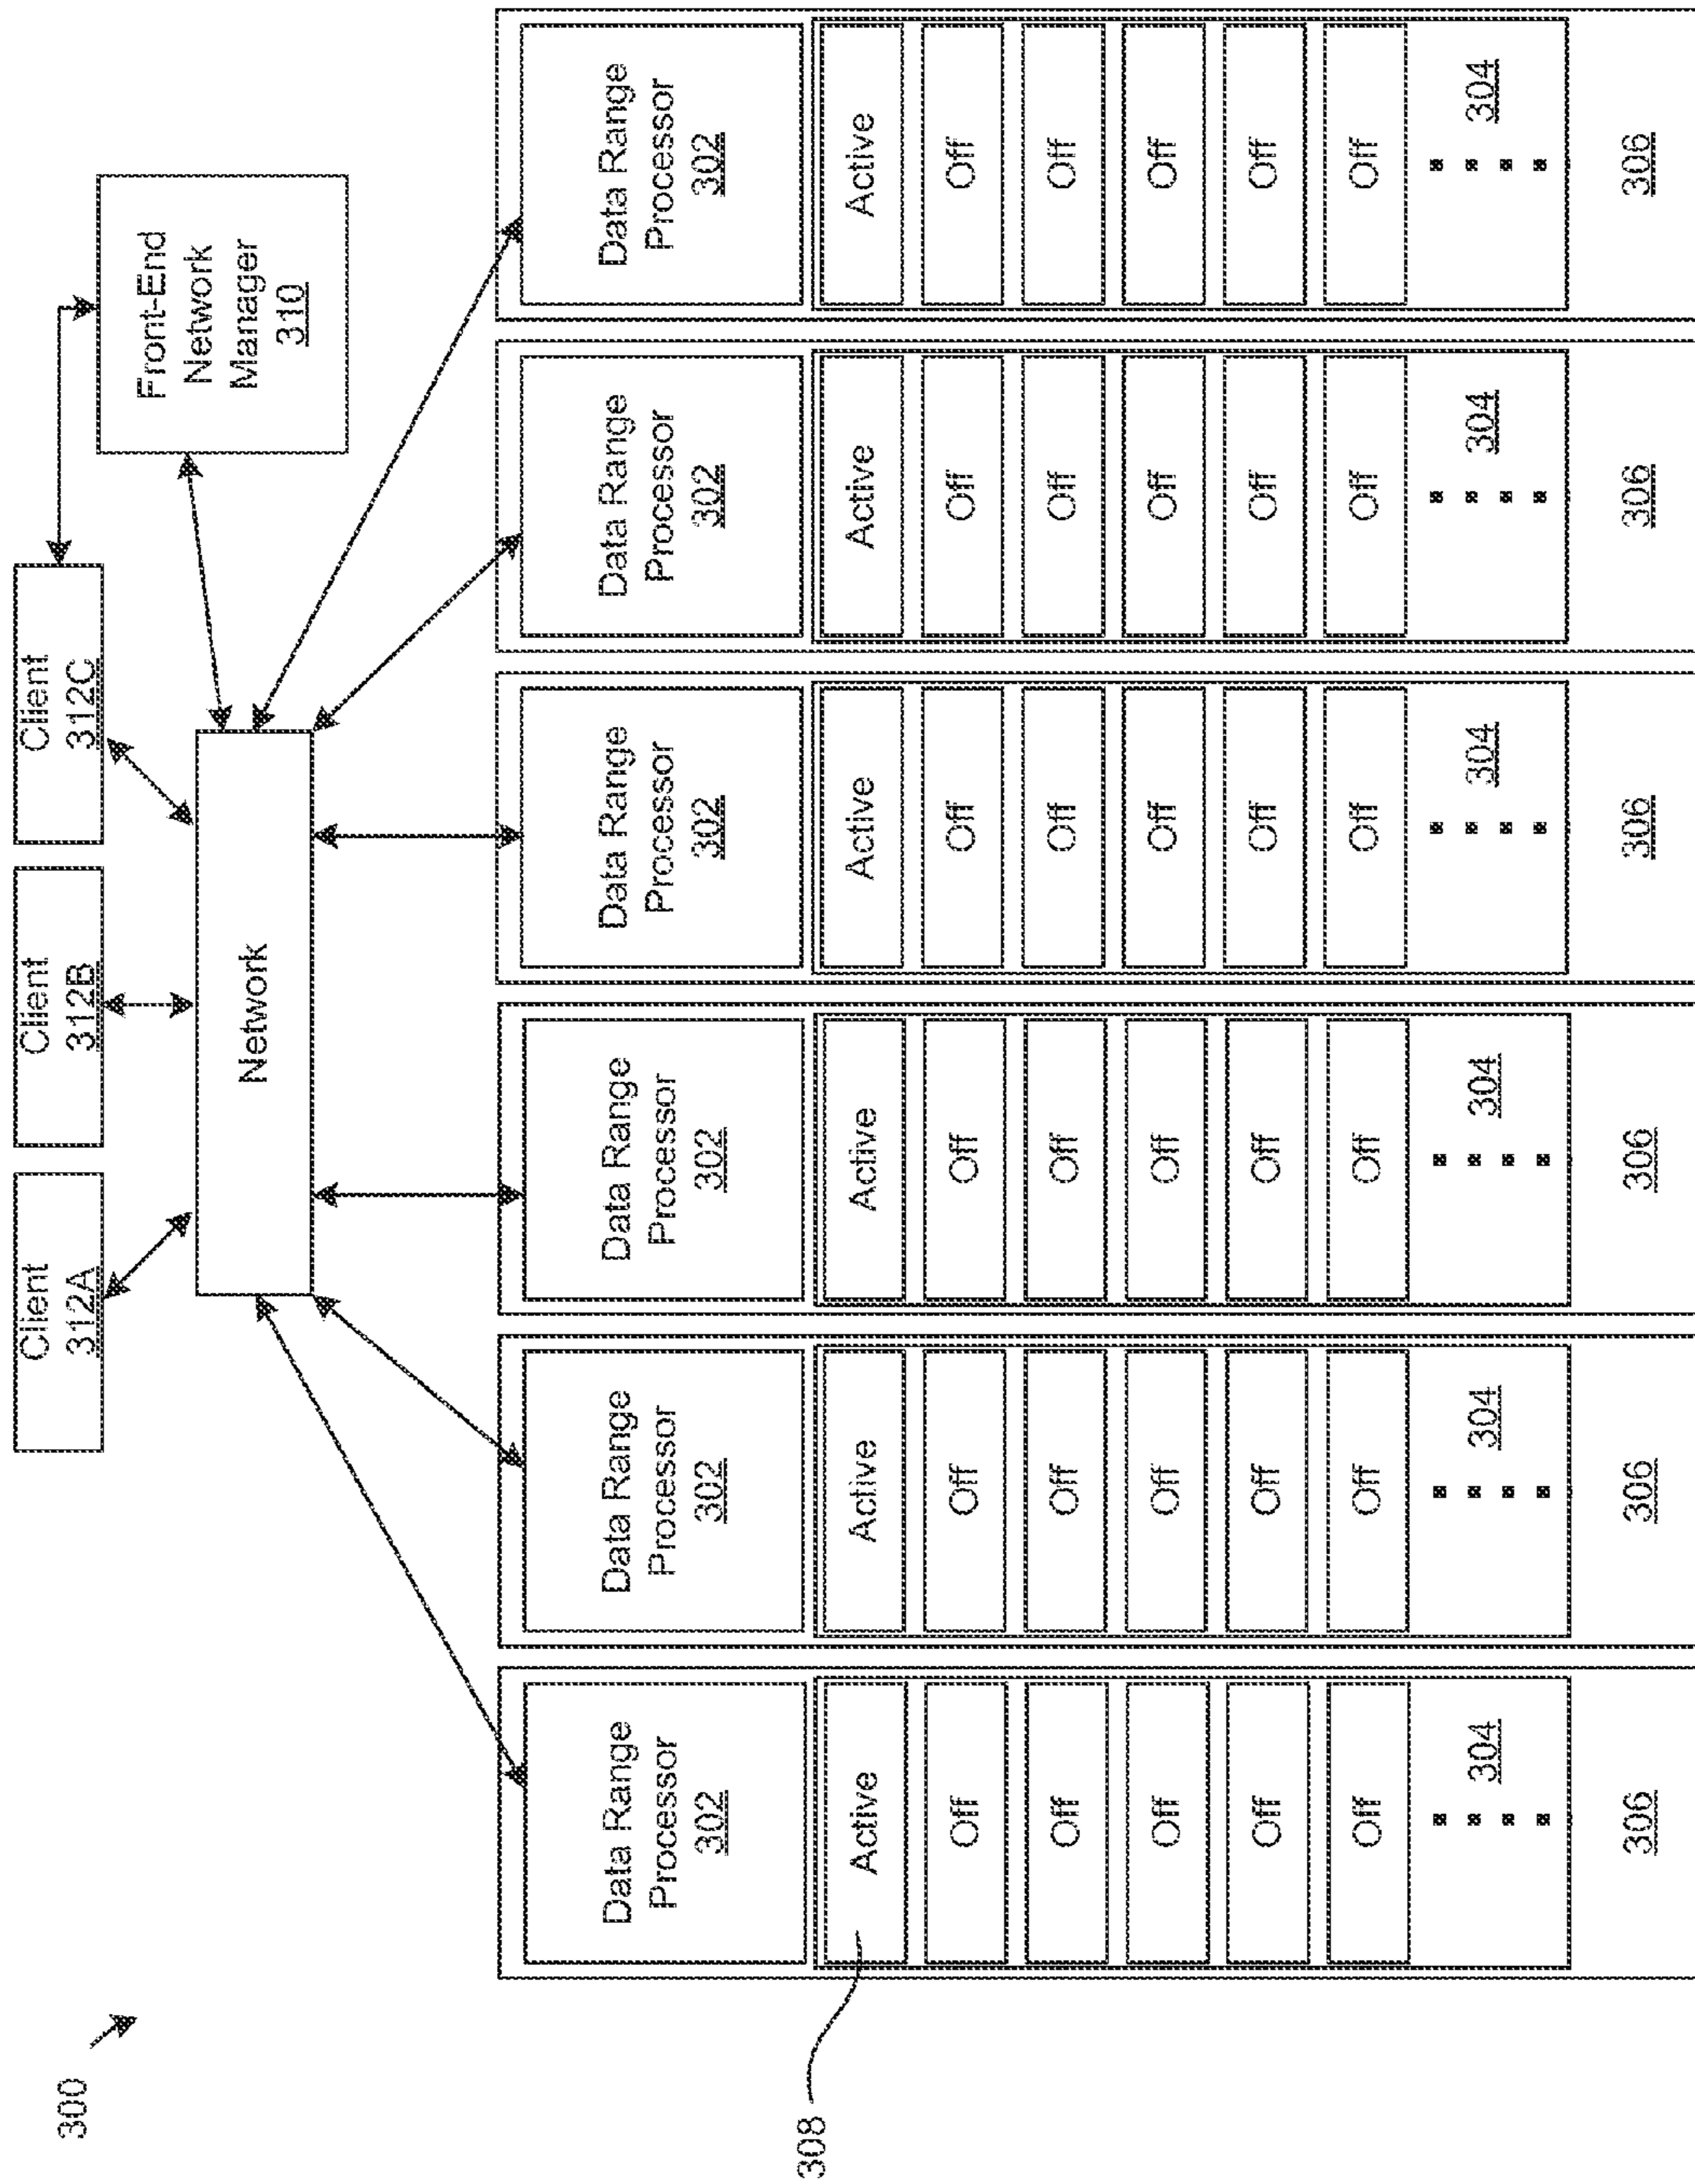 300
Client
312A
Client
312B
Client
312C
Network
Front-End
Network
Manager
310
Data Range
Processor
302
Active
Off
Off
Off
Off
Off
304
306
Data Range
Processor
302
Active
Off
Off
Off
Off
Off
304
306
Data Range
Processor
302
Active
Off
Off
Off
Off
Off
304
306
Data Range
Processor
302
Active
Off
Off
Off
Off
Off
304
306
Data Range
Processor
302
Active
Off
Off
Off
Off
Off
304
306
Data Range
Processor
302
Active
Off
Off
Off
Off
Off
304
306
308